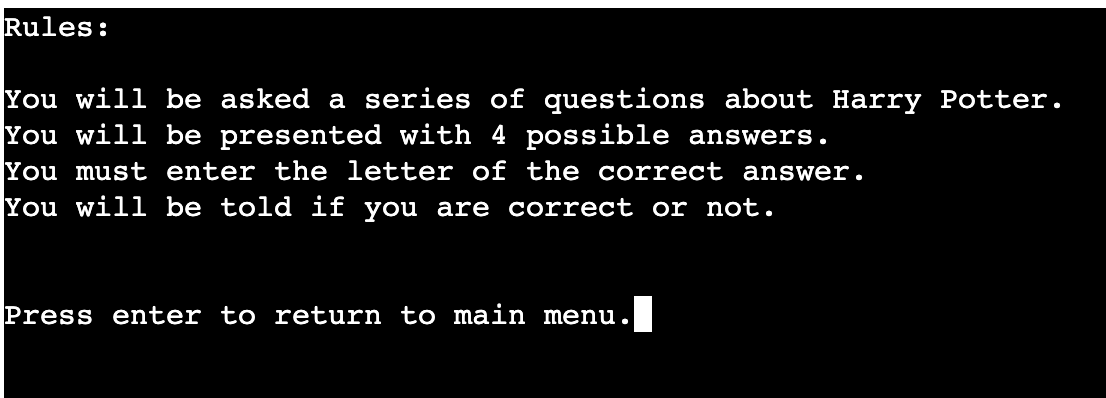 Rules:
You will be asked a series of questions about Harry Potter.
You will be presented with 4 possible answers.
You must enter the letter of the correct answer.
You will be told if you are correct or not.
Press enter to return to main menu.